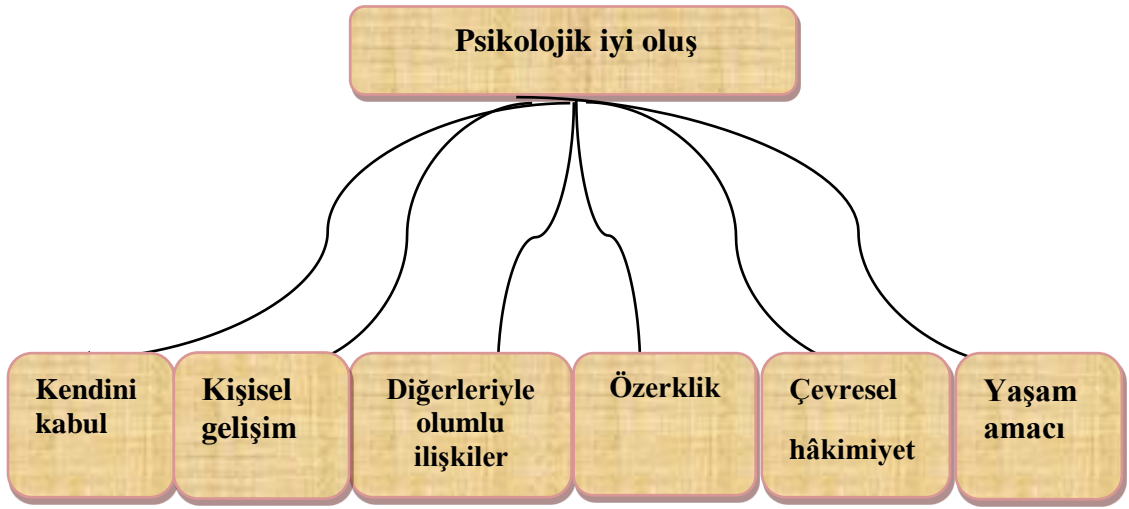 Psikolojik iyi oluş
Kendini
kabul
Kişisel
gelişim
Diğerleriyle
olumlu
ilişkiler
Özerklik
Çevresel
hâkimiyet
Yaşam
amacı